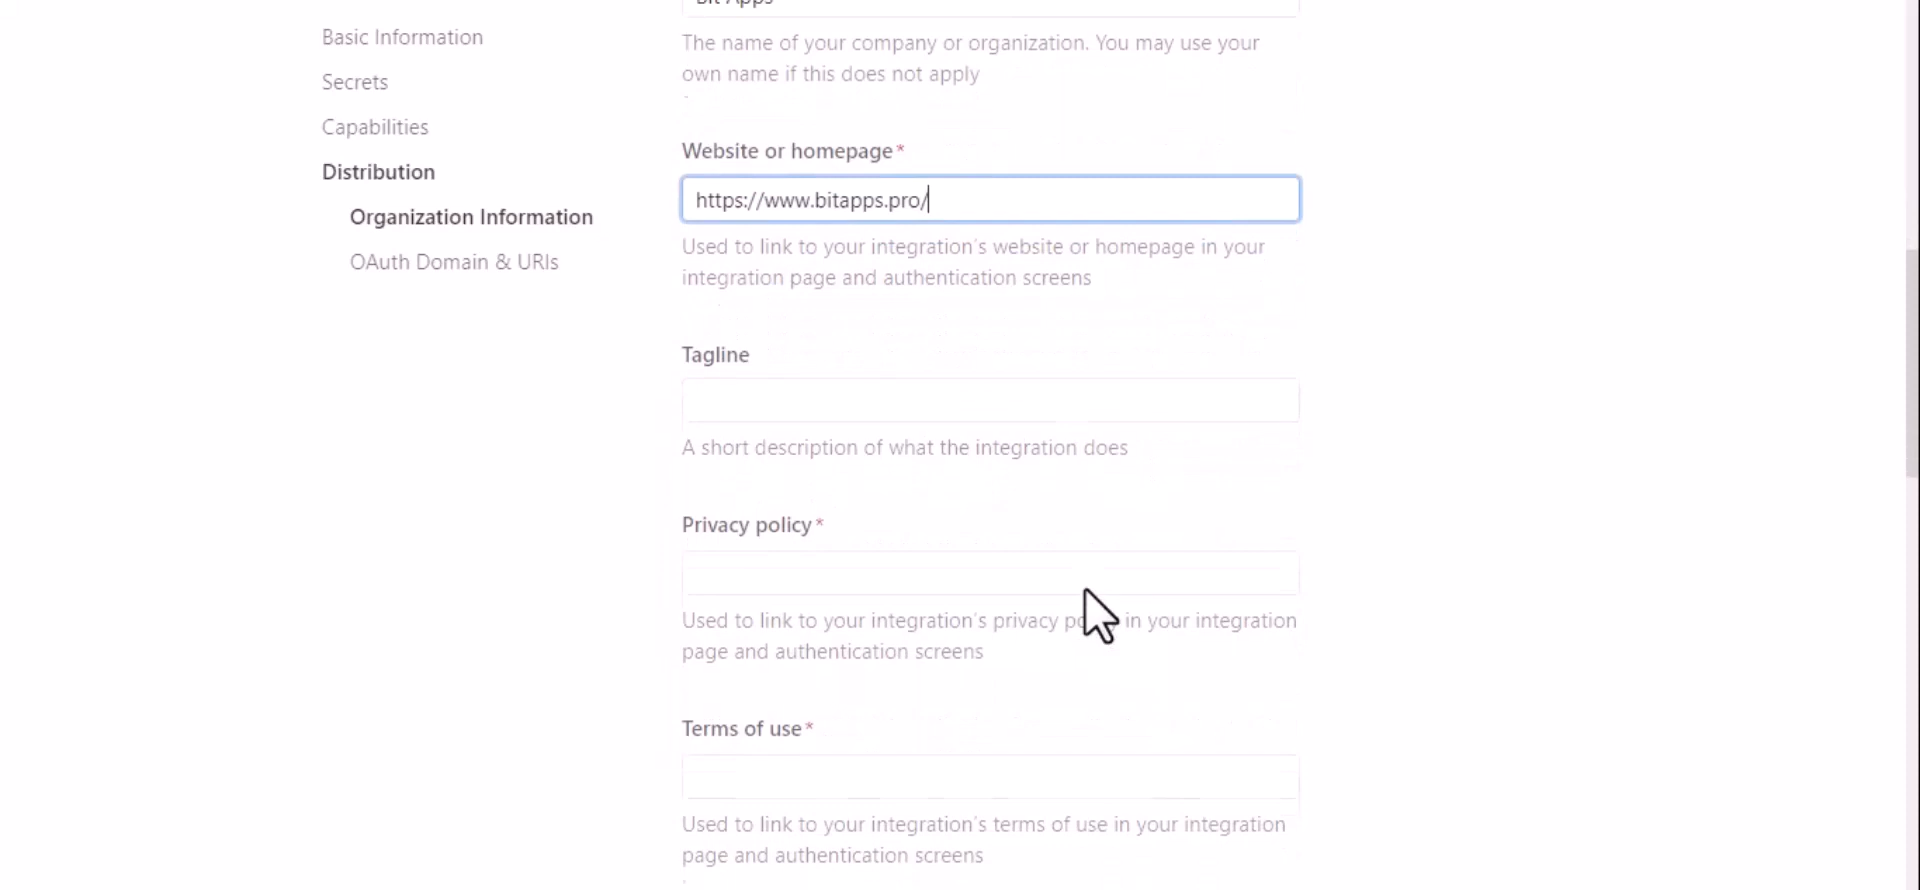 Basic Information
Secrets
Capabilities
Distribution
Organization Information
OAuth Domain & URIs
Bit Apps
The name of your company or organization. You may use your
own name if this does not apply
Website or homepage*
https://www.bitapps.pro/
Used to link to your integration's website or homepage in your
integration page and authentication screens
Tagline
A short description of what the integration does
Privacy policy*
Used to link to your integration's privacy po in your integration
page and authentication screens
Terms of use*
Used to link to your integration's terms of use in your integration
page and authentication screens